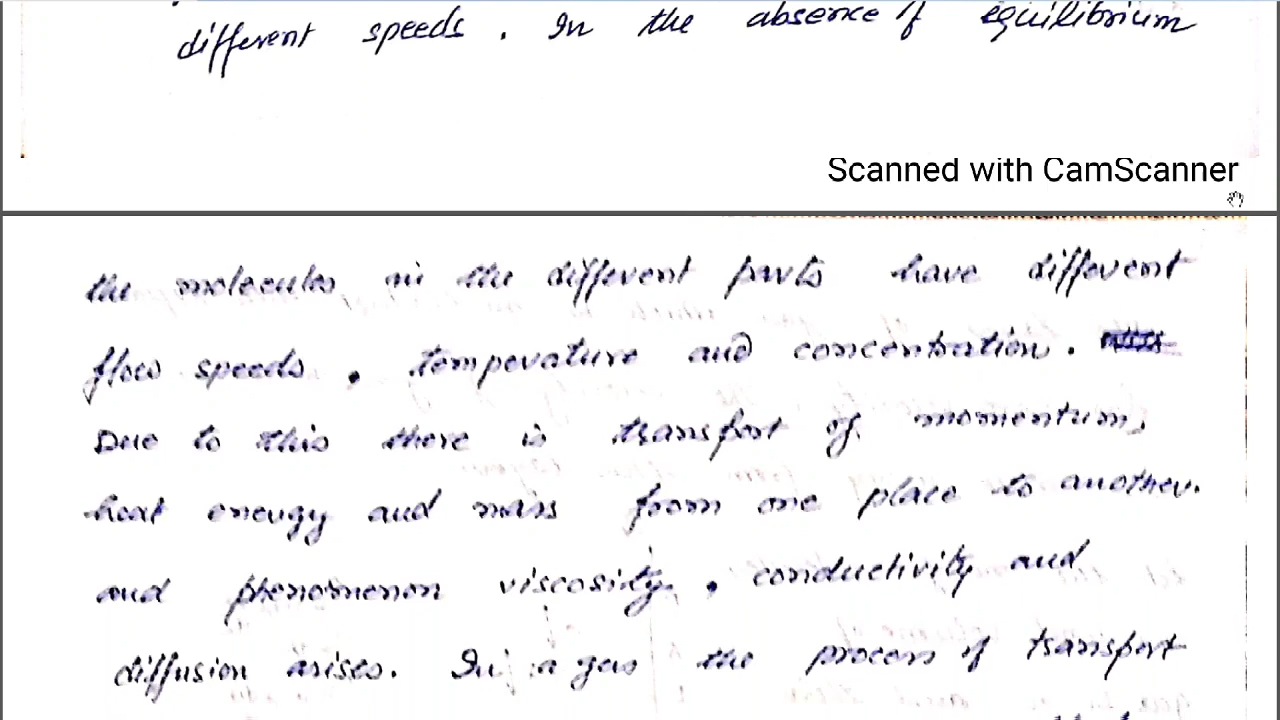 different speeds. In the absence of equilibrium
Scanned with CamScanner
the molecules in the different parts have different
flow speeds, temperature and concentration.
Due to this there is transport of momentum,
heat energy and mass from one place to another.
and phenomenon viscosity, conductivity and
diffusion arises. In a gas the process of transport